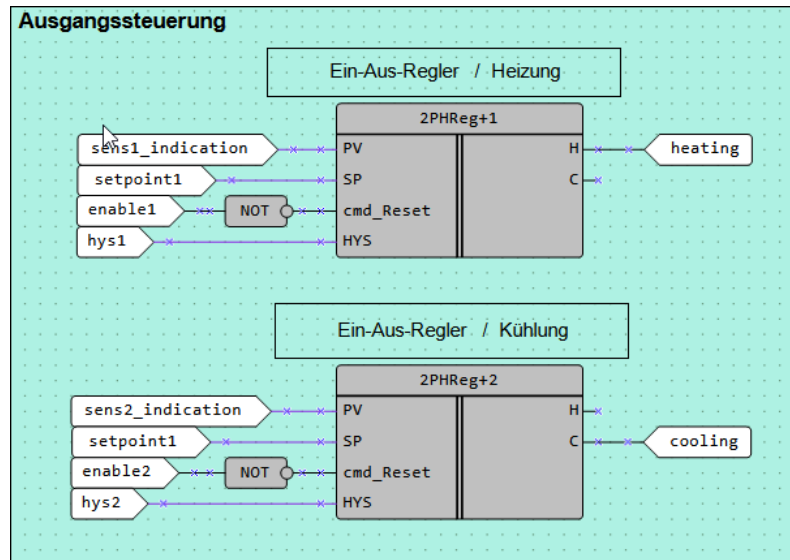 Ausgangssteuerung
Ein-Aus-Regler / Heizung
2PHReg+1
sens1_indication PV H heating
setpoint1 SP C
enable1 NOT cmd_Reset
hys1 HYS
Ein-Aus-Regler / Kühlung
2PHReg+2
sens2_indication PV H
setpoint1 SP C cooling
enable2 NOT cmd_Reset
hys2 HYS